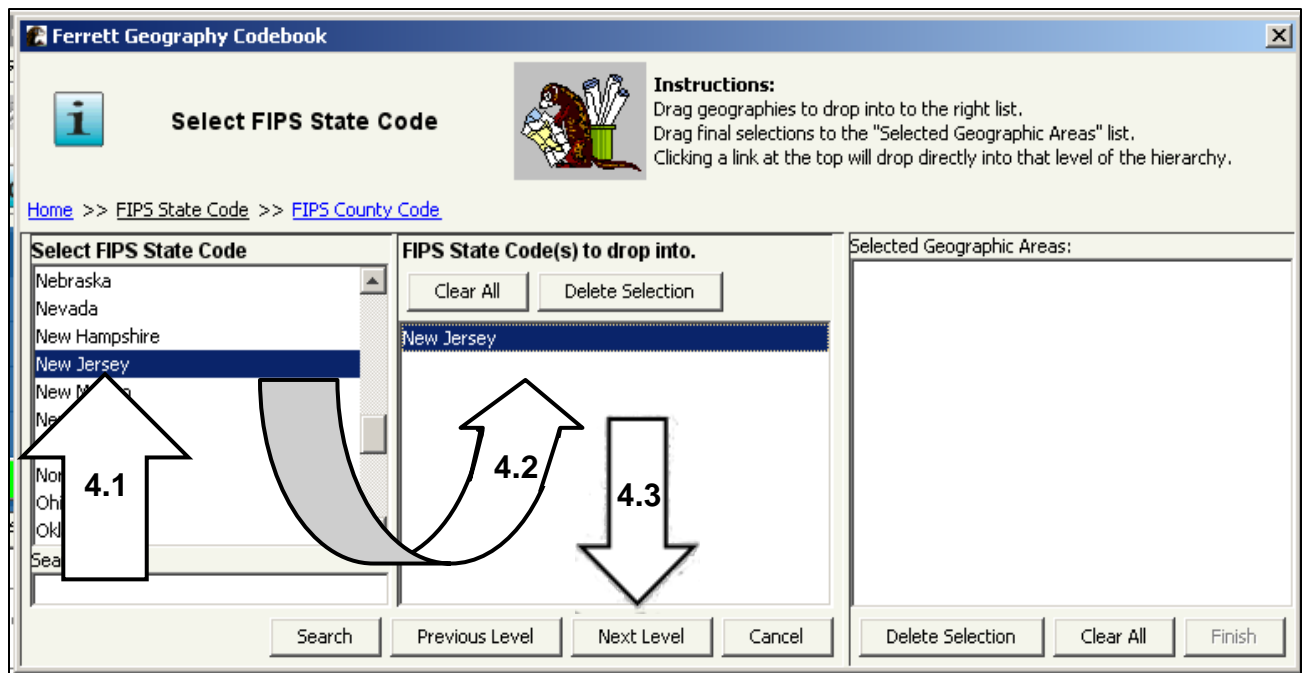 Ferrett Geography Codebook
Select FIPS State Code
Instructions:
Drag geographies to drop into to the right list.
Drag final selections to the "Selected Geographic Areas" list.
Clicking a link at the top will drop directly into that level of the hierarchy.
Home >> FIPS State Code >> FIPS County Code
Select FIPS State Code
Nebraska
Nevada
New Hampshire
New Jersey
New
4.1
Search
FIPS State Code(s) to drop into.
Clear All Delete Selection
New Jersey
4.2
4.3
Previous Level Next Level Cancel
Selected Geographic Areas:
Delete Selection Clear All Finish